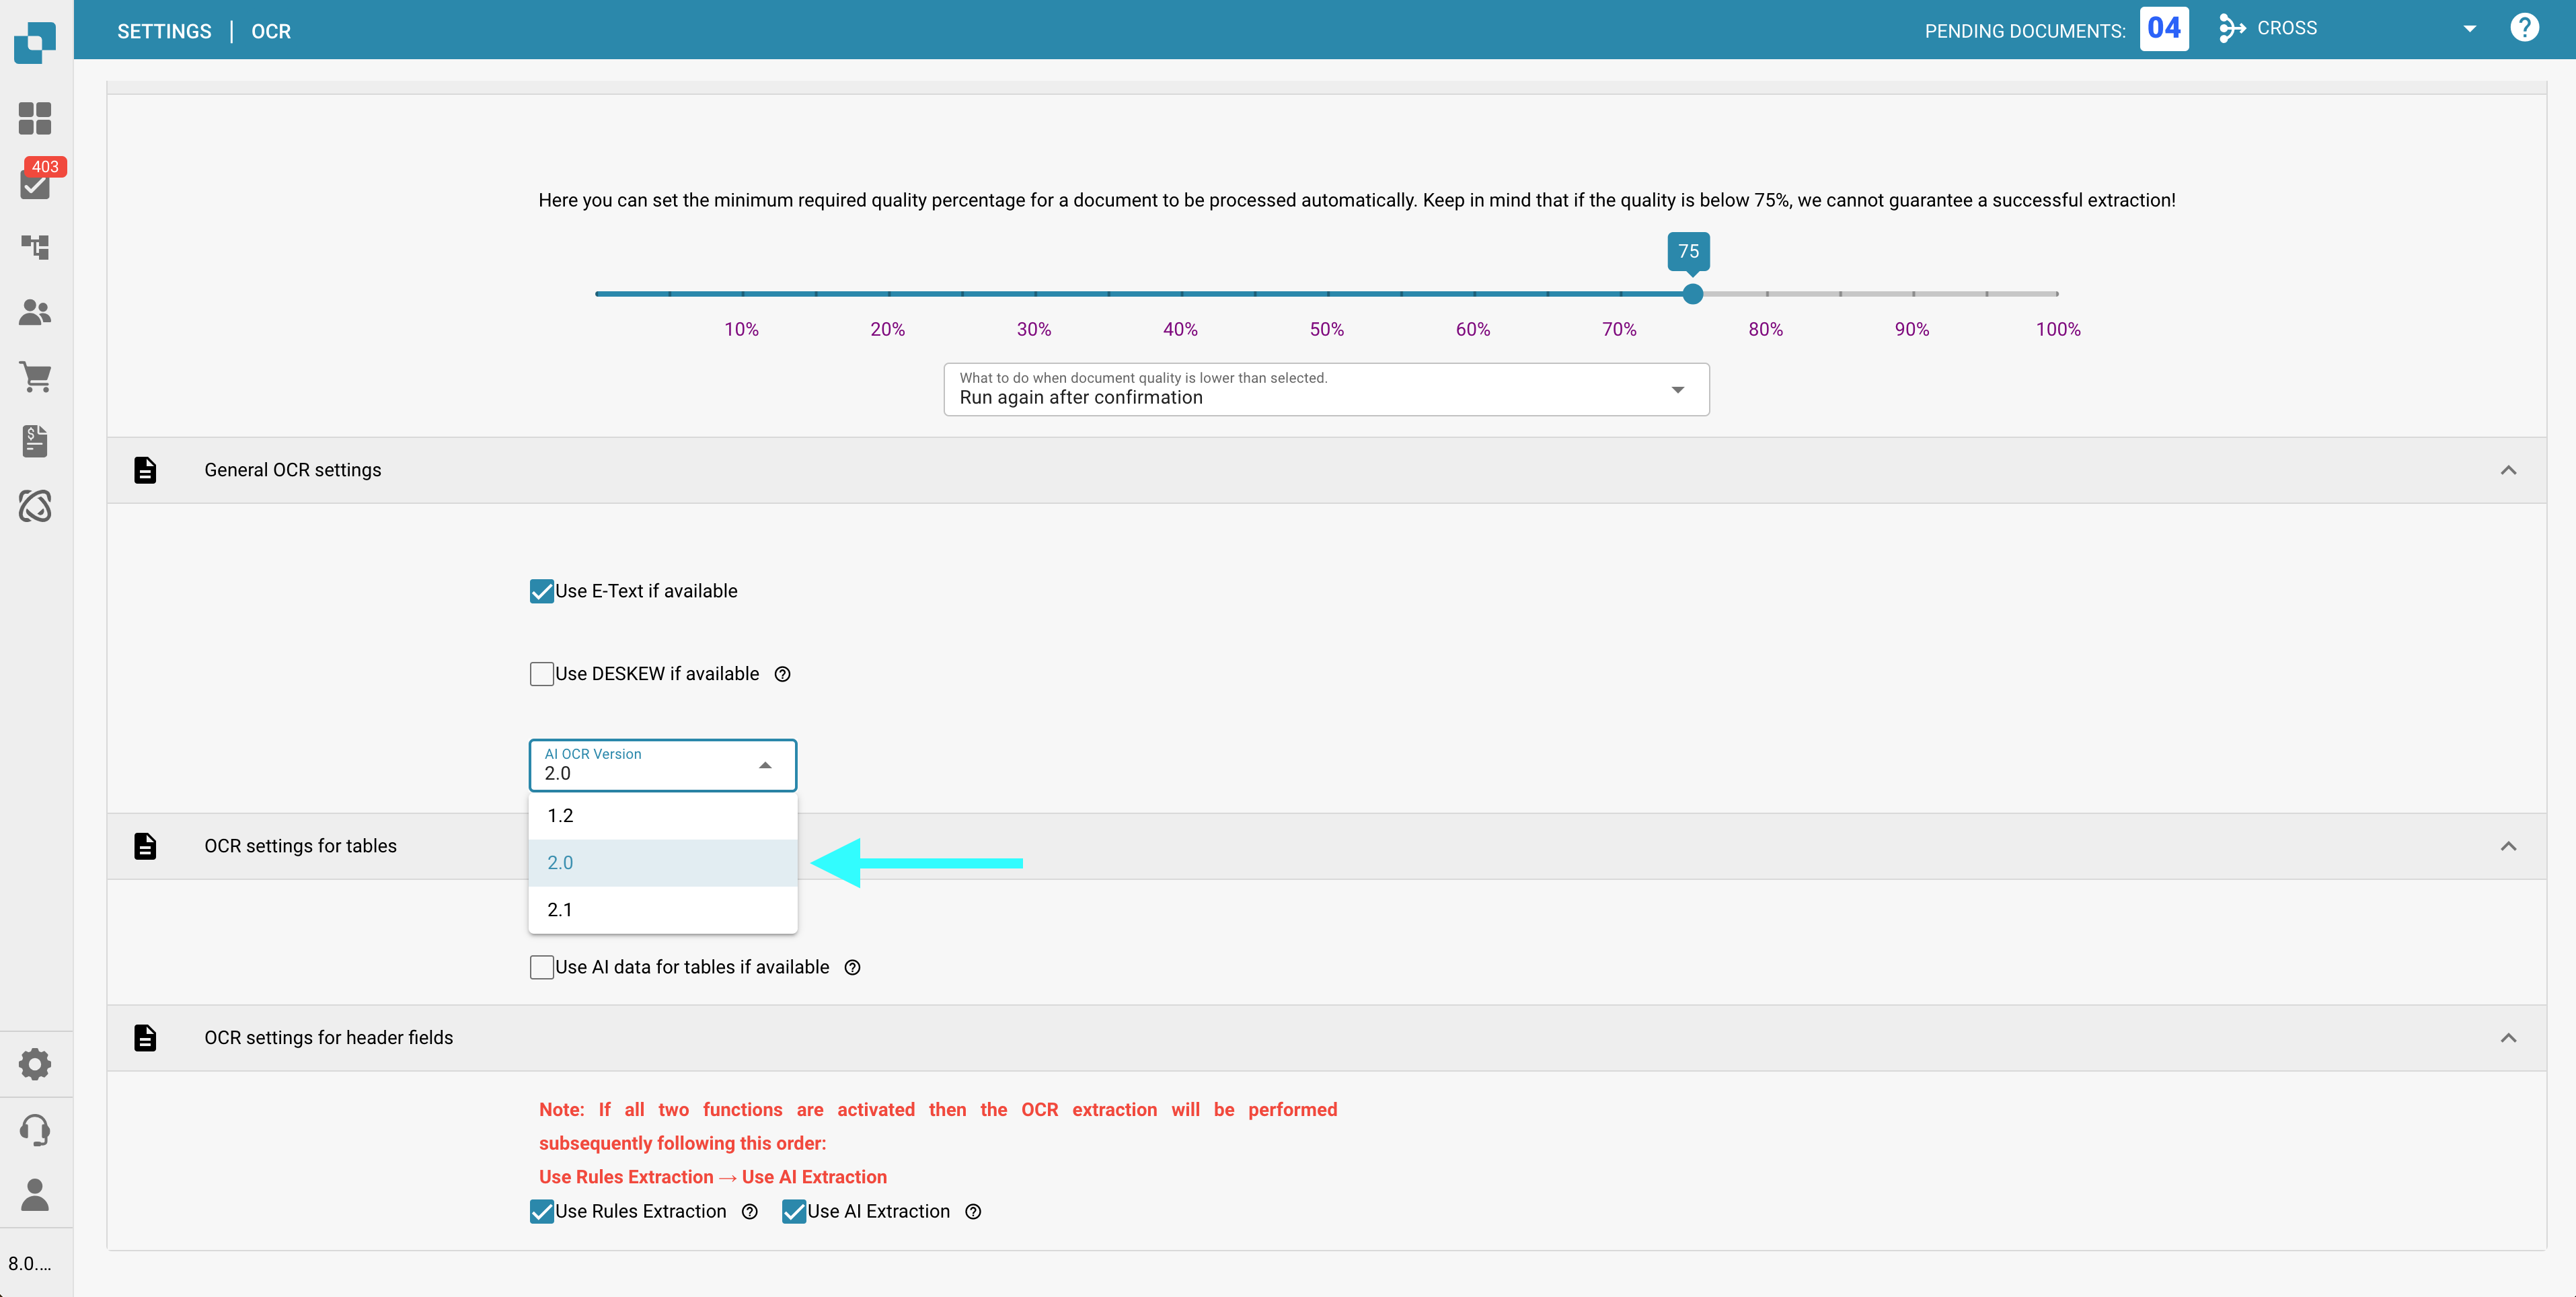 SETTINGS | OCR
PENDING DOCUMENTS: 04 CROSS
403
Here you can set the minimum required quality percentage for a document to be processed automatically. Keep in mind that if the quality is below 75%, we cannot guarantee a successful extraction!
75
10% 20% 30% 40% 50% 60% 70% 80% 90% 100%
What to do when document quality is lower than selected.
Run again after confirmation
General OCR settings
Use E-Text if available
Use DESKEW if available
AI OCR Version
2.0
1.2
OCR settings for tables
2.0
2.1
Use AI data for tables if available
OCR settings for header fields
Note: If all two functions are activated then the OCR extraction will be performed
subsequently following this order:
Use Rules Extraction → Use AI Extraction
Use Rules Extraction Use AI Extraction
8.0....